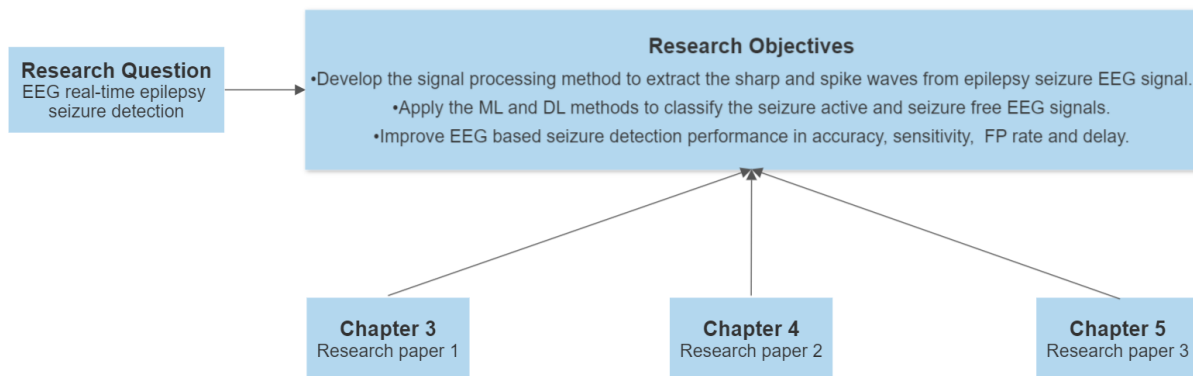 Research Question
EEG real-time epilepsy
seizure detection
Research Objectives
•Develop the signal processing method to extract the sharp and spike waves from epilepsy seizure EEG signal.
•Apply the ML and DL methods to classify the seizure active and seizure free EEG signals.
•Improve EEG based seizure detection performance in accuracy, sensitivity, FP rate and delay.
Chapter 3
Research paper 1
Chapter 4
Research paper 2
Chapter 5
Research paper 3